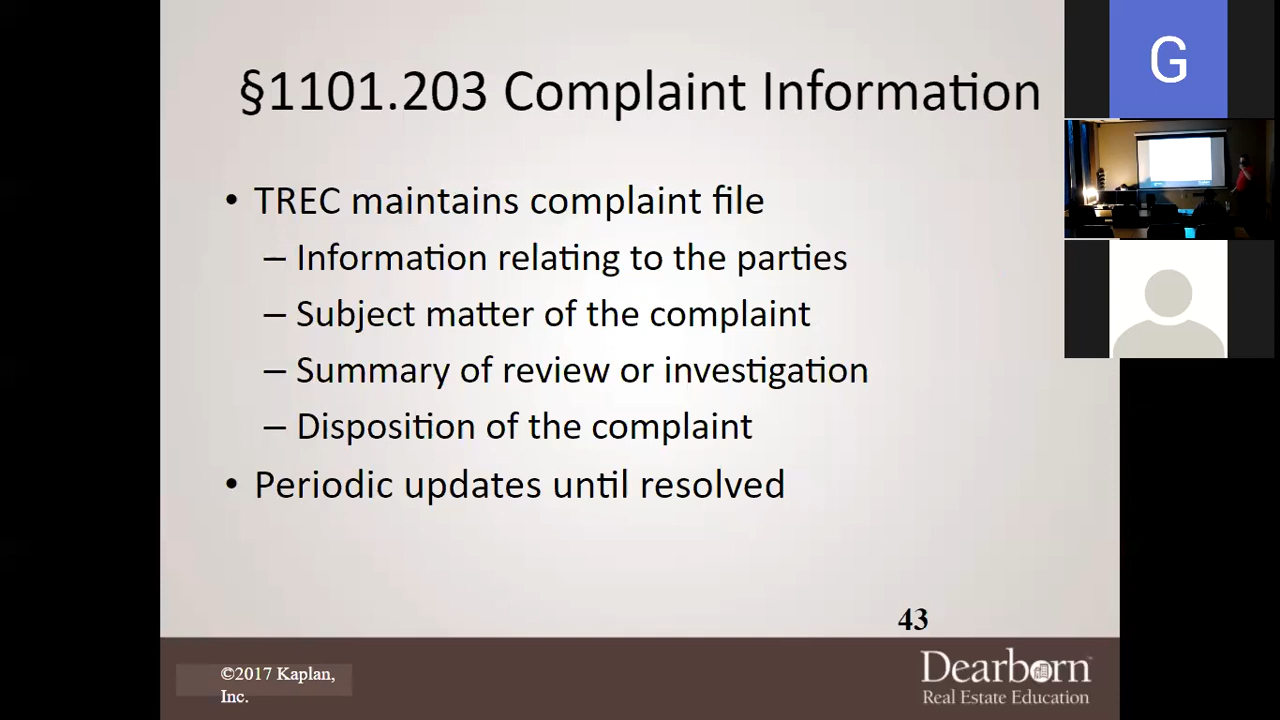 §1101.203 Complaint Information
• TREC maintains complaint file
– Information relating to the parties
– Subject matter of the complaint
– Summary of review or investigation
– Disposition of the complaint
• Periodic updates until resolved
43
©2017 Kaplan,
Inc.
Dearborn
Real Estate Education
G